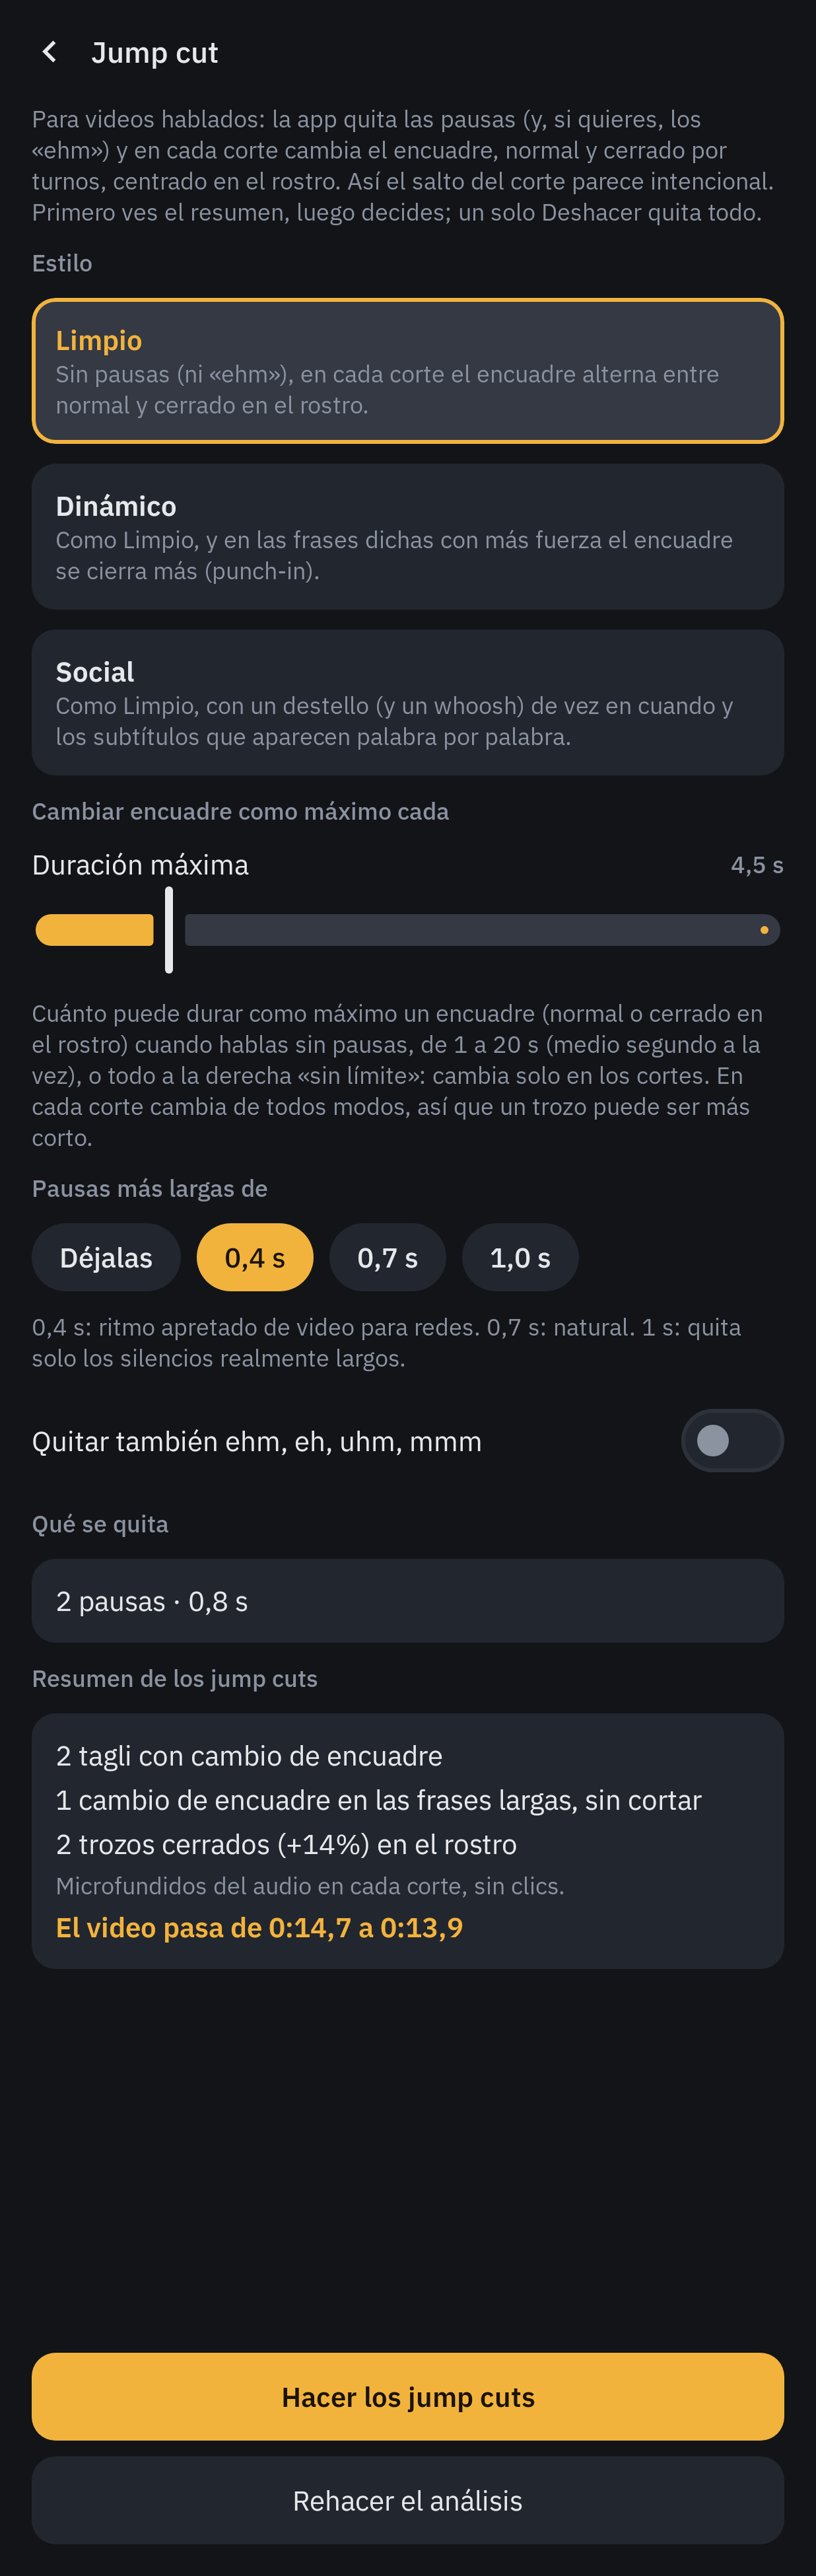 Jump cut
Para videos hablados: la app quita las pausas (y, si quieres, los
«ehm») y en cada corte cambia el encuadre, normal y cerrado por
turnos, centrado en el rostro. Así el salto del corte parece intencional.
Primero ves el resumen, luego decides; un solo Deshacer quita todo.
Estilo
Limpio
Sin pausas (ni «ehm»), en cada corte el encuadre alterna entre
normal y cerrado en el rostro.
Dinámico
Como Limpio, y en las frases dichas con más fuerza el encuadre
se cierra más (punch-in).
Social
Como Limpio, con un destello (y un whoosh) de vez en cuando y
los subtítulos que aparecen palabra por palabra.
Cambiar encuadre como máximo cada
Duración máxima 4,5 s
Cuánto puede durar como máximo un encuadre (normal o cerrado en
el rostro) cuando hablas sin pausas, de 1 a 20 s (medio segundo a la
vez), o todo a la derecha «sin límite»: cambia solo en los cortes. En
cada corte cambia de todos modos, así que un trozo puede ser más
corto.
Pausas más largas de
Déjalas 0,4 s 0,7 s 1,0 s
0,4 s: ritmo apretado de video para redes. 0,7 s: natural. 1 s: quita
solo los silencios realmente largos.
Quitar también ehm, eh, uhm, mmm
Qué se quita
2 pausas · 0,8 s
Resumen de los jump cuts
2 tagli con cambio de encuadre
1 cambio de encuadre en las frases largas, sin cortar
2 trozos cerrados (+14%) en el rostro
Microfundidos del audio en cada corte, sin clics.
El video pasa de 0:14,7 a 0:13,9
Hacer los jump cuts
Rehacer el análisis